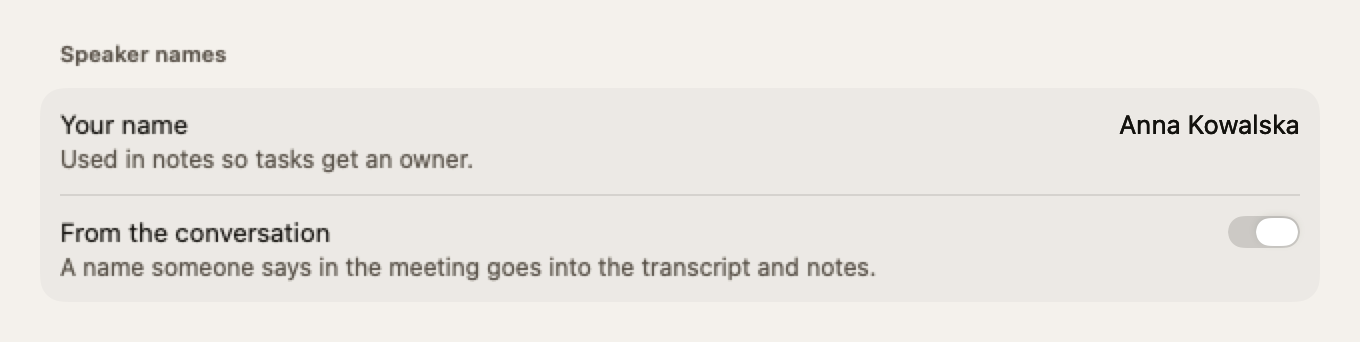 Speaker names
Your name
Anna Kowalska
Used in notes so tasks get an owner.
From the conversation
A name someone says in the meeting goes into the transcript and notes.